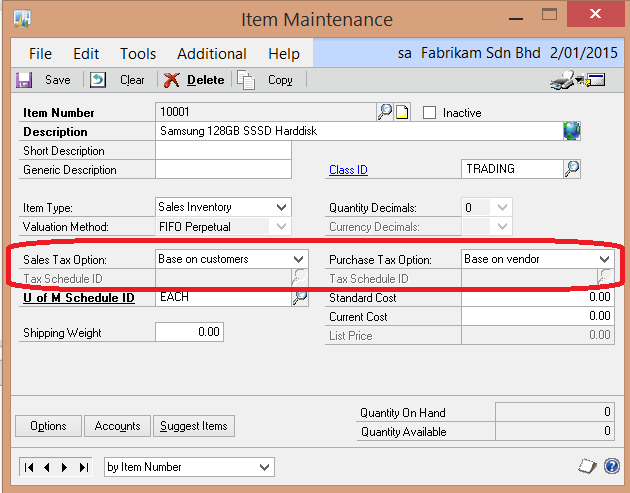 Item Maintenance
File Edit Tools Additional Help sa Fabrikam Sdn Bhd 2/01/2015
Save Clear Delete Copy
Item Number 10001 Inactive
Description Samsung 128GB SSSD Harddisk
Short Description
Generic Description Class ID TRADING
Item Type: Sales Inventory Quantity Decimals: 0
Valuation Method: FIFO Perpetual Currency Decimals:
Sales Tax Option: Base on customers Purchase Tax Option: Base on vendor
Tax Schedule ID Tax Schedule ID
U of M Schedule ID EACH Standard Cost 0.00
Current Cost 0.00
Shipping Weight 0.00 List Price 0.00
Options Accounts Suggest Items Quantity On Hand 0
Quantity Available 0
by Item Number